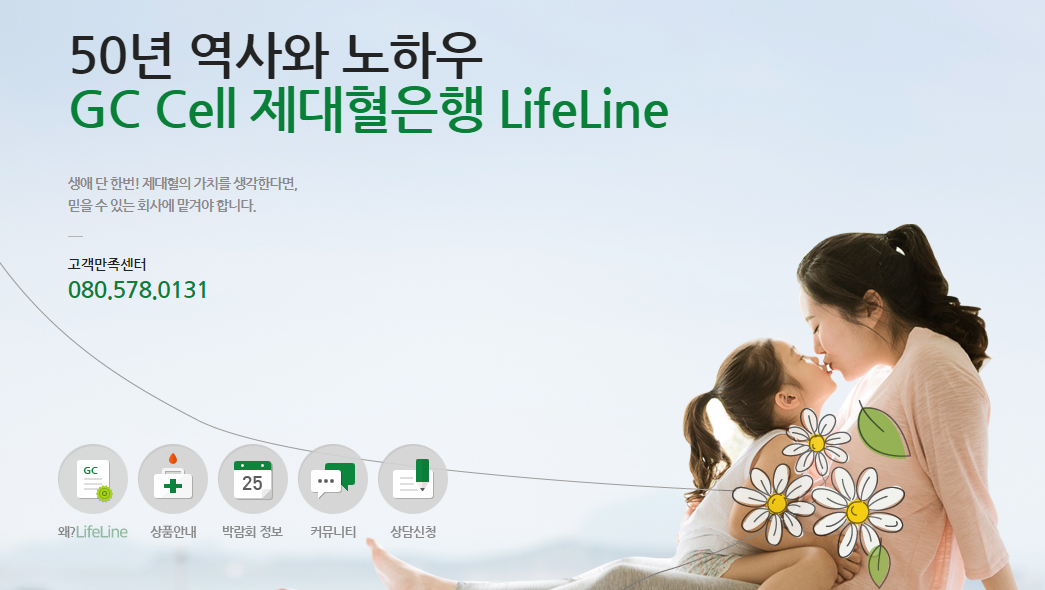 50년 역사와 노하우
GC Cell 제대혈은행 LifeLine
생애 단 한번! 제대혈의 가치를 생각한다면,
믿을 수 있는 회사에 맡겨야 합니다.
고객만족센터
080.578.0131
GC
25
왜?LifeLine
상품안내
박람회 정보
커뮤니티
상담신청